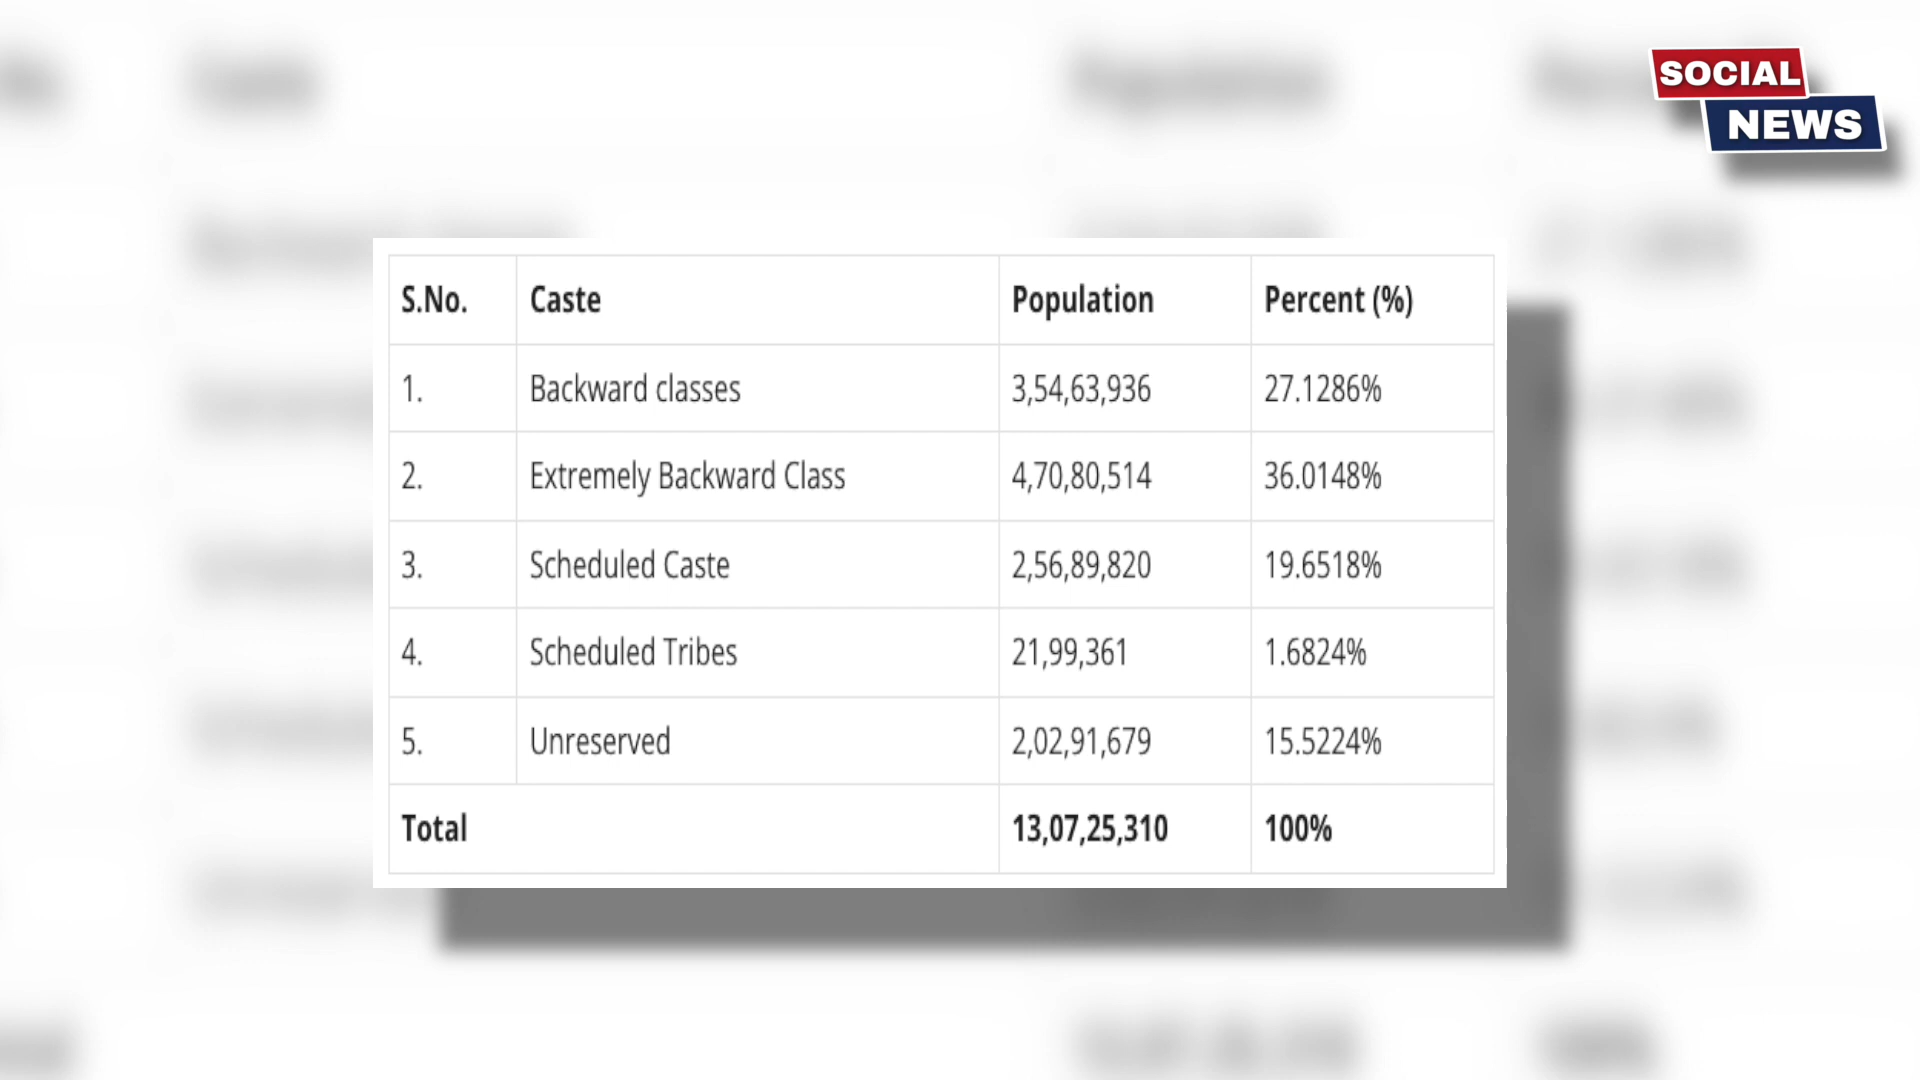 SOCIAL
NEWS
S.No. Caste Population Percent (%)
1. Backward classes 3,54,63,936 27.1286%
2. Extremely Backward Class 4,70,80,514 36.0148%
3. Scheduled Caste 2,56,89,820 19.6518%
4. Scheduled Tribes 21,99,361 1.6824%
5. Unreserved 2,02,91,679 15.5224%
Total 13,07,25,310 100%